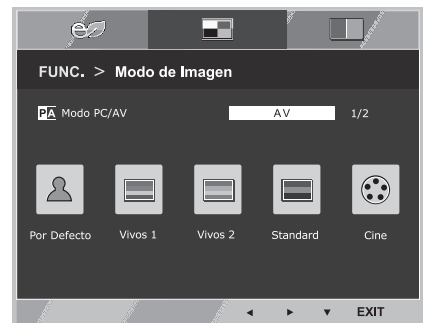 FUNC. > Modo de Imagen
PA Modo PC/AV AV 1/2
Por Defecto Vivos 1 Vivos 2 Standard Cine
EXIT